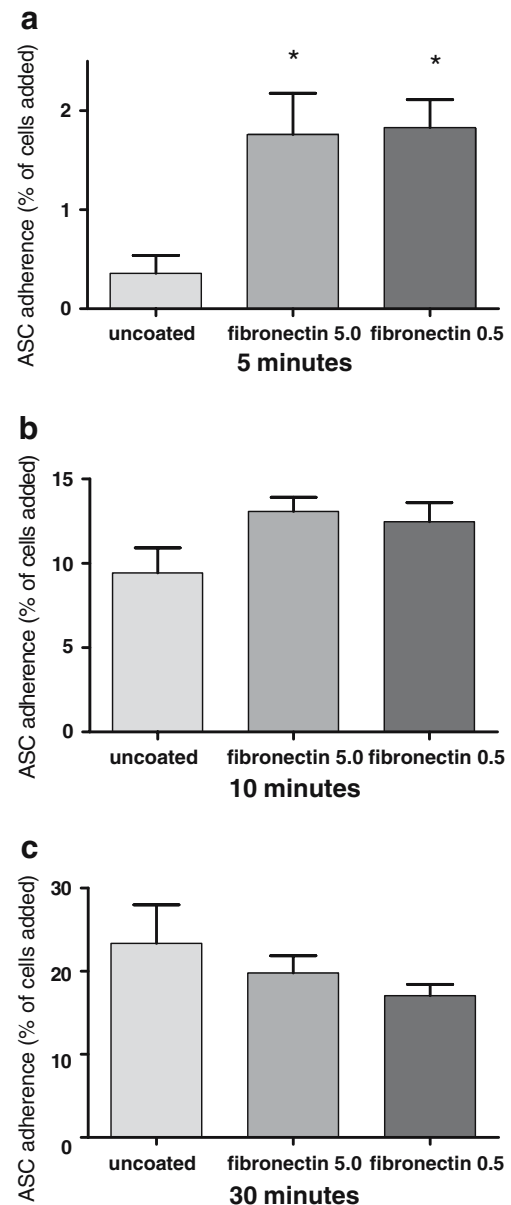 a
ASC adherence (% of cells added)
2
1
0
* *
uncoated fibronectin 5.0 fibronectin 0.5
5 minutes
b
ASC adherence (% of cells added)
15
10
5
0
uncoated fibronectin 5.0 fibronectin 0.5
10 minutes
c
ASC adherence (% of cells added)
30
20
10
0
uncoated fibronectin 5.0 fibronectin 0.5
30 minutes